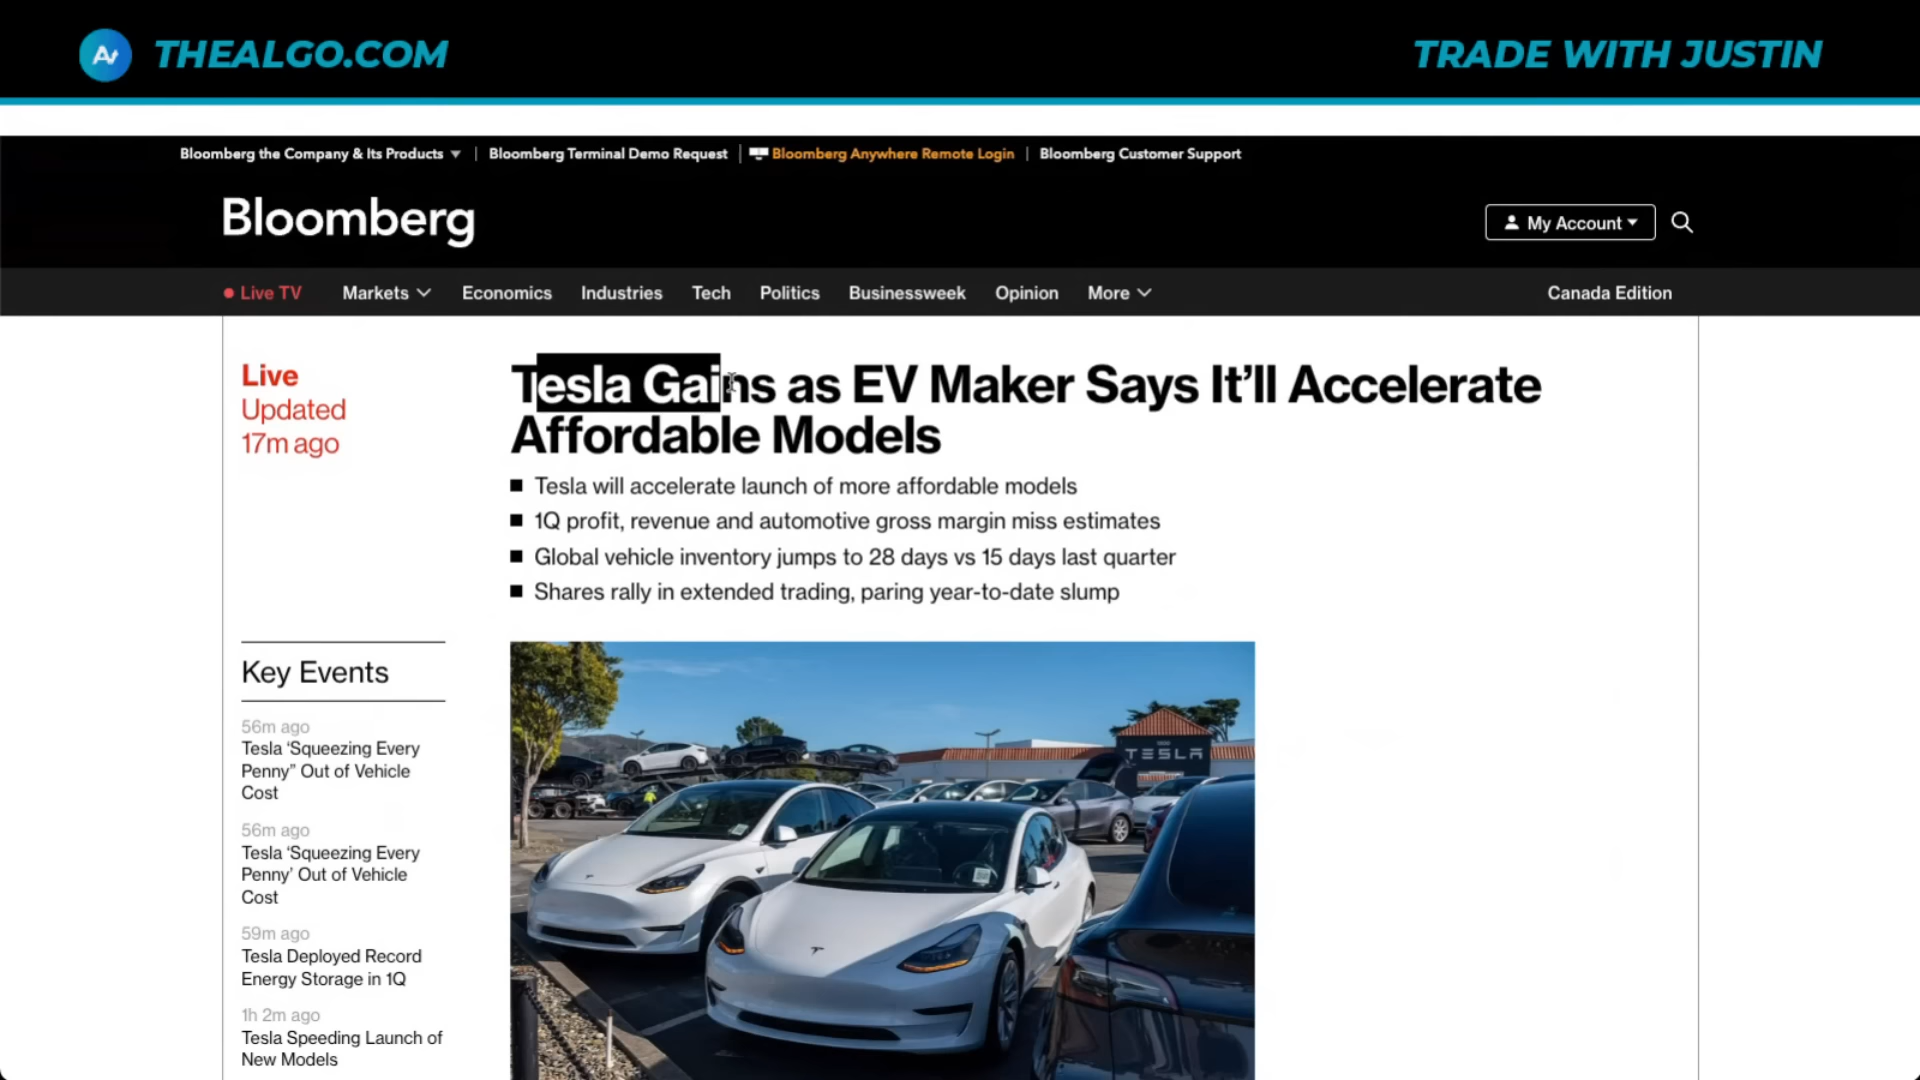 THEALGO.COM
TRADE WITH JUSTIN
Bloomberg the Company & Its Products
Bloomberg Terminal Demo Request
Bloomberg Anywhere Remote Login
Bloomberg Customer Support
Bloomberg
My Account
Live TV
Markets
Economics
Industries
Tech
Politics
Businessweek
Opinion
More
Canada Edition
Live
Updated
17m ago
Tesla Gains as EV Maker Says It’ll Accelerate
Affordable Models
Tesla will accelerate launch of more affordable models
1Q profit, revenue and automotive gross margin miss estimates
Global vehicle inventory jumps to 28 days vs 15 days last quarter
Shares rally in extended trading, paring year-to-date slump
Key Events
56m ago
Tesla ‘Squeezing Every
Penny” Out of Vehicle
Cost
56m ago
Tesla ‘Squeezing Every
Penny’ Out of Vehicle
Cost
59m ago
Tesla Deployed Record
Energy Storage in 1Q
1h 2m ago
Tesla Speeding Launch of
New Models
TESLA